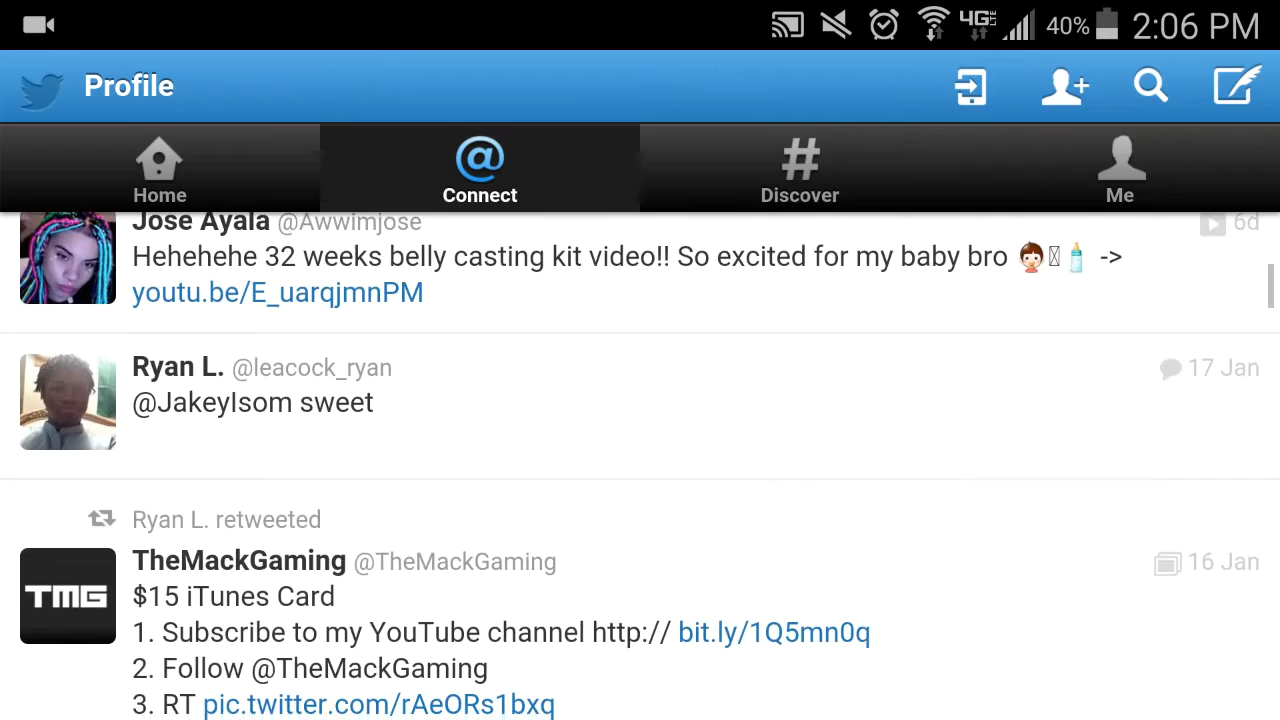 4G LTE 40% 2:06 PM
Profile
Home Connect Discover Me
Jose Ayala @Awwimjose 6d
Hehehehe 32 weeks belly casting kit video!! So excited for my baby bro 👦🍼 ->
youtu.be/E_uarqjmnPM
Ryan L. @leacock_ryan 17 Jan
@JakeyIsom sweet
Ryan L. retweeted
TheMackGaming @TheMackGaming 16 Jan
TMG
$15 iTunes Card
1. Subscribe to my YouTube channel http:// bit.ly/1Q5mn0q
2. Follow @TheMackGaming
3. RT pic.twitter.com/rAeORs1bxq